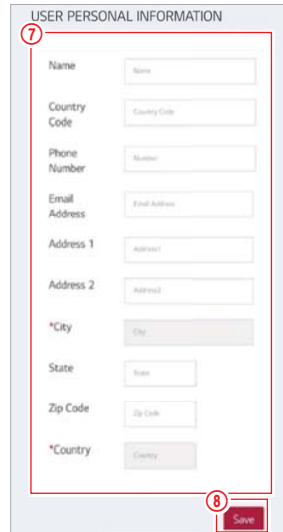 USER PERSONAL INFORMATION
7
Name Name
Country Code Country Code
Phone Number Number
Email Address Email Address
Address 1 Address1
Address 2 Address2
*City City
State State
Zip Code Zip Code
*Country Country
8
Save